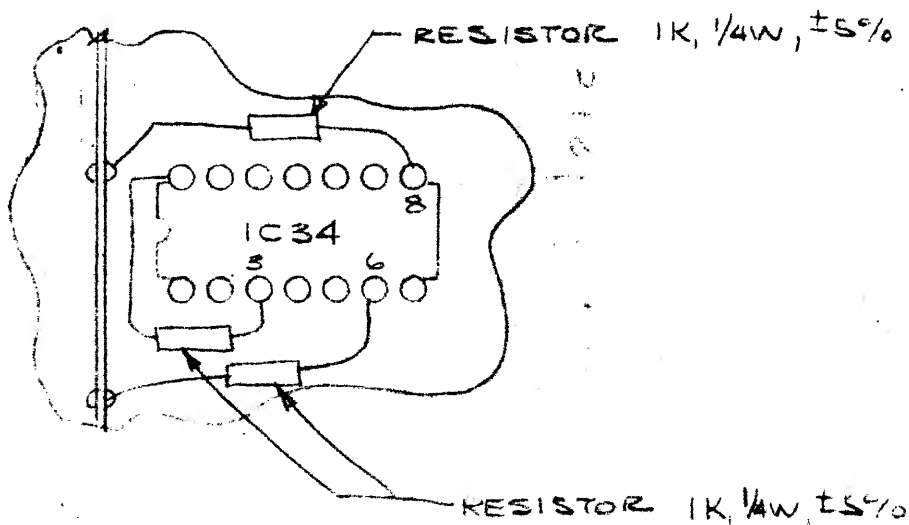 RESISTOR 1K, 1/4W, ±5%
8
IC34
3 6
RESISTOR 1K, 1/4W, ±5%